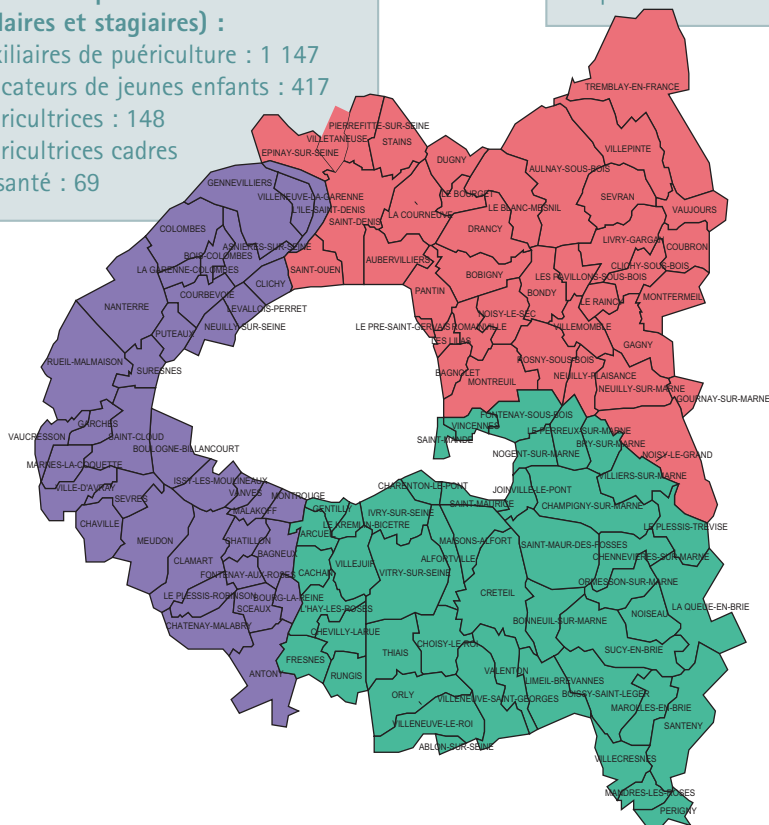 laires et stagiaires) :
xiliaires de puériculture : 1 147
cateurs de jeunes enfants : 417
ricultrices : 148
ricultrices cadres
santé : 69
TREMBLAY-EN-FRANCE
PIERREFITTE-SUR-SEINE
VILLETANEUSE
STAINS
EPINAY-SUR-SEINE
VILLEPINTE
DUGNY
AULNAY-SOUS-BOIS
GENNEVILLIERS
VILLENEUVE-LA-GARENNE
L'ILE-SAINT-DENIS
LE BOURGET
SEVRAN
LE BLANC-MESNIL
VAUJOURS
LA COURNEUVE
SAINT-DENIS
COLOMBES
DRANCY
LIVRY-GARGAN
ASNIERES-SUR-SEINE
COUBRON
BOIS-COLOMBES
AUBERVILLIERS
CLICHY-SOUS-BOIS
LA GARENNE-COLOMBES
SAINT-OUEN
BOBIGNY
LES PAVILLONS-SOUS-BOIS
CLICHY
PANTIN
BONDY
COURBEVOIE
LE RAINCY
MONTFERMEIL
NANTERRE
LEVALLOIS-PERRET
NOISY-LE-SEC
NEUILLY-SUR-SEINE
LE PRE-SAINT-GERVAIS
ROMAINVILLE
VILLEMOMBLE
PUTEAUX
LES LILAS
GAGNY
RUEIL-MALMAISON
ROSNY-SOUS-BOIS
SURESNES
BAGNOLET
NEUILLY-PLAISANCE
MONTREUIL
NEUILLY-SUR-MARNE
GOURNAY-SUR-MARNE
FONTENAY-SOUS-BOIS
GARCHES
VINCENNES
LE PERREUX-SUR-MARNE
VAUCRESSON
SAINT-CLOUD
SAINT-MANDE
BRY-SUR-MARNE
BOULOGNE-BILLANCOURT
NOGENT-SUR-MARNE
NOISY-LE-GRAND
MARNES-LA-COQUETTE
VILLIERS-SUR-MARNE
ISSY-LES-MOULINEAUX
CHARENTON-LE-PONT
VILLE-D'AVRAY
VANVES
JOINVILLE-LE-PONT
SEVRES
MONTROUGE
SAINT-MAURICE
CHAMPIGNY-SUR-MARNE
MALAKOFF
GENTILLY
IVRY-SUR-SEINE
CHAVILLE
LE KREMLIN-BICETRE
LE PLESSIS-TREVISE
ARCUEIL
MEUDON
CHATILLON
MAISONS-ALFORT
SAINT-MAUR-DES-FOSSES
BAGNEUX
ALFORTVILLE
CHENNEVIERES-SUR-MARNE
CLAMART
VILLEJUIF
FONTENAY-AUX-ROSES
CACHAN
VITRY-SUR-SEINE
ORMESSON-SUR-MARNE
LE PLESSIS-ROBINSON
BOURG-LA-REINE
CRETEIL
SCEAUX
L'HAY-LES-ROSES
LA QUEUE-EN-BRIE
NOISEAU
CHATENAY-MALABRY
BONNEUIL-SUR-MARNE
CHEVILLY-LARUE
CHOISY-LE-ROI
THIAIS
SUCY-EN-BRIE
FRESNES
ANTONY
RUNGIS
VALENTON
LIMEIL-BREVANNES
ORLY
VILLENEUVE-SAINT-GEORGES
BOISSY-SAINT-LEGER
MAROLLES-EN-BRIE
VILLENEUVE-LE-ROI
SANTENY
ABLON-SUR-SEINE
VILLECRESNES
MANDRES-LES-ROSES
PERIGNY